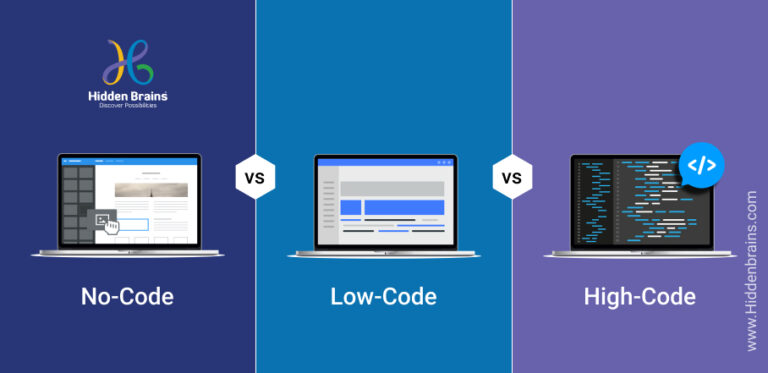 Hidden Brains
Discover Possibilities
VS
VS
</>
No-Code
Low-Code
High-Code
www.Hiddenbrains.com